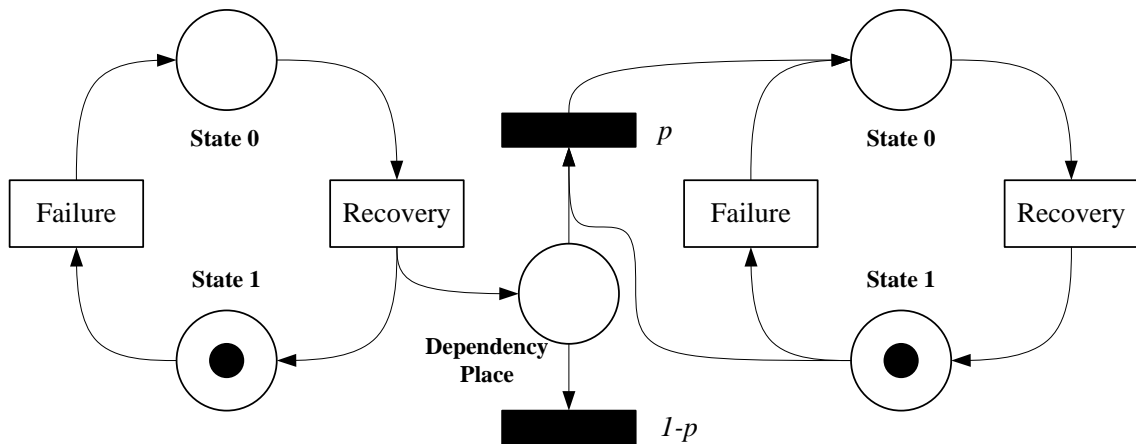 State 0
p
State 0
Failure
Recovery
Failure
Recovery
State 1
State 1
Dependency
Place
1-p